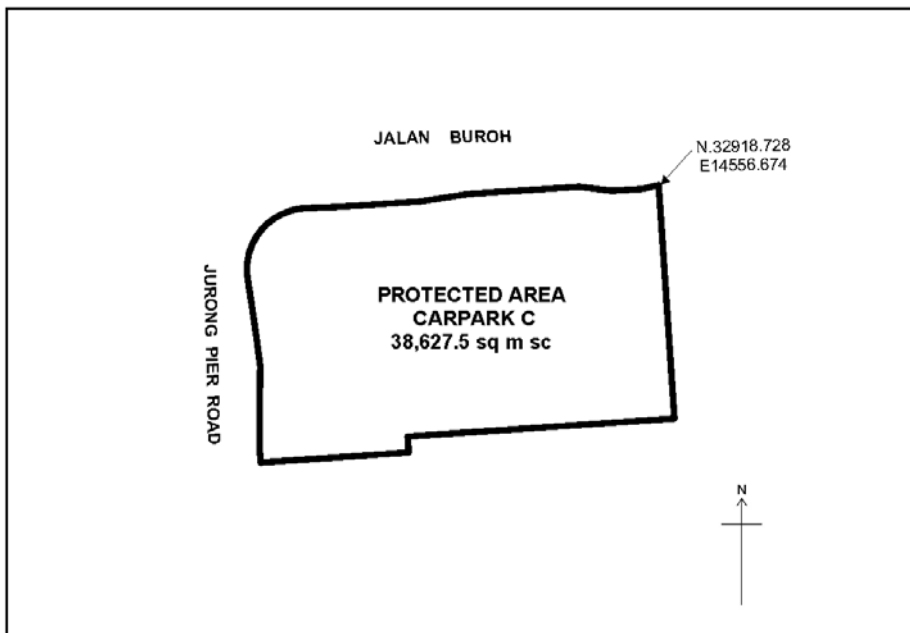 JALAN BUROH
N.32918.728
E14556.674
JURONG PIER ROAD
PROTECTED AREA
CARPARK C
38,627.5 sq m sc
N